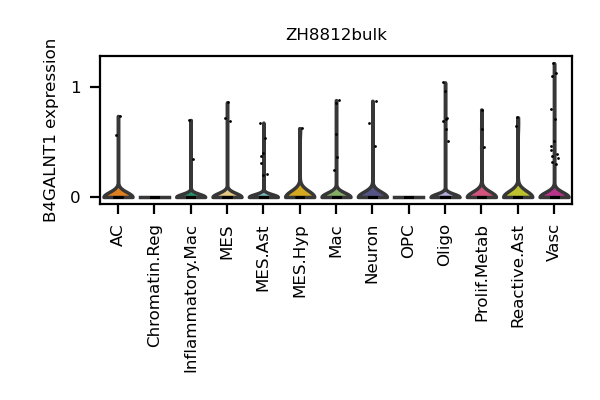 ZH8812bulk
B4GALNT1 expression
1
0
AC
Chromatin.Reg
Inflammatory.Mac
MES
MES.Ast
MES.Hyp
Mac
Neuron
OPC
Oligo
Prolif.Metab
Reactive.Ast
Vasc